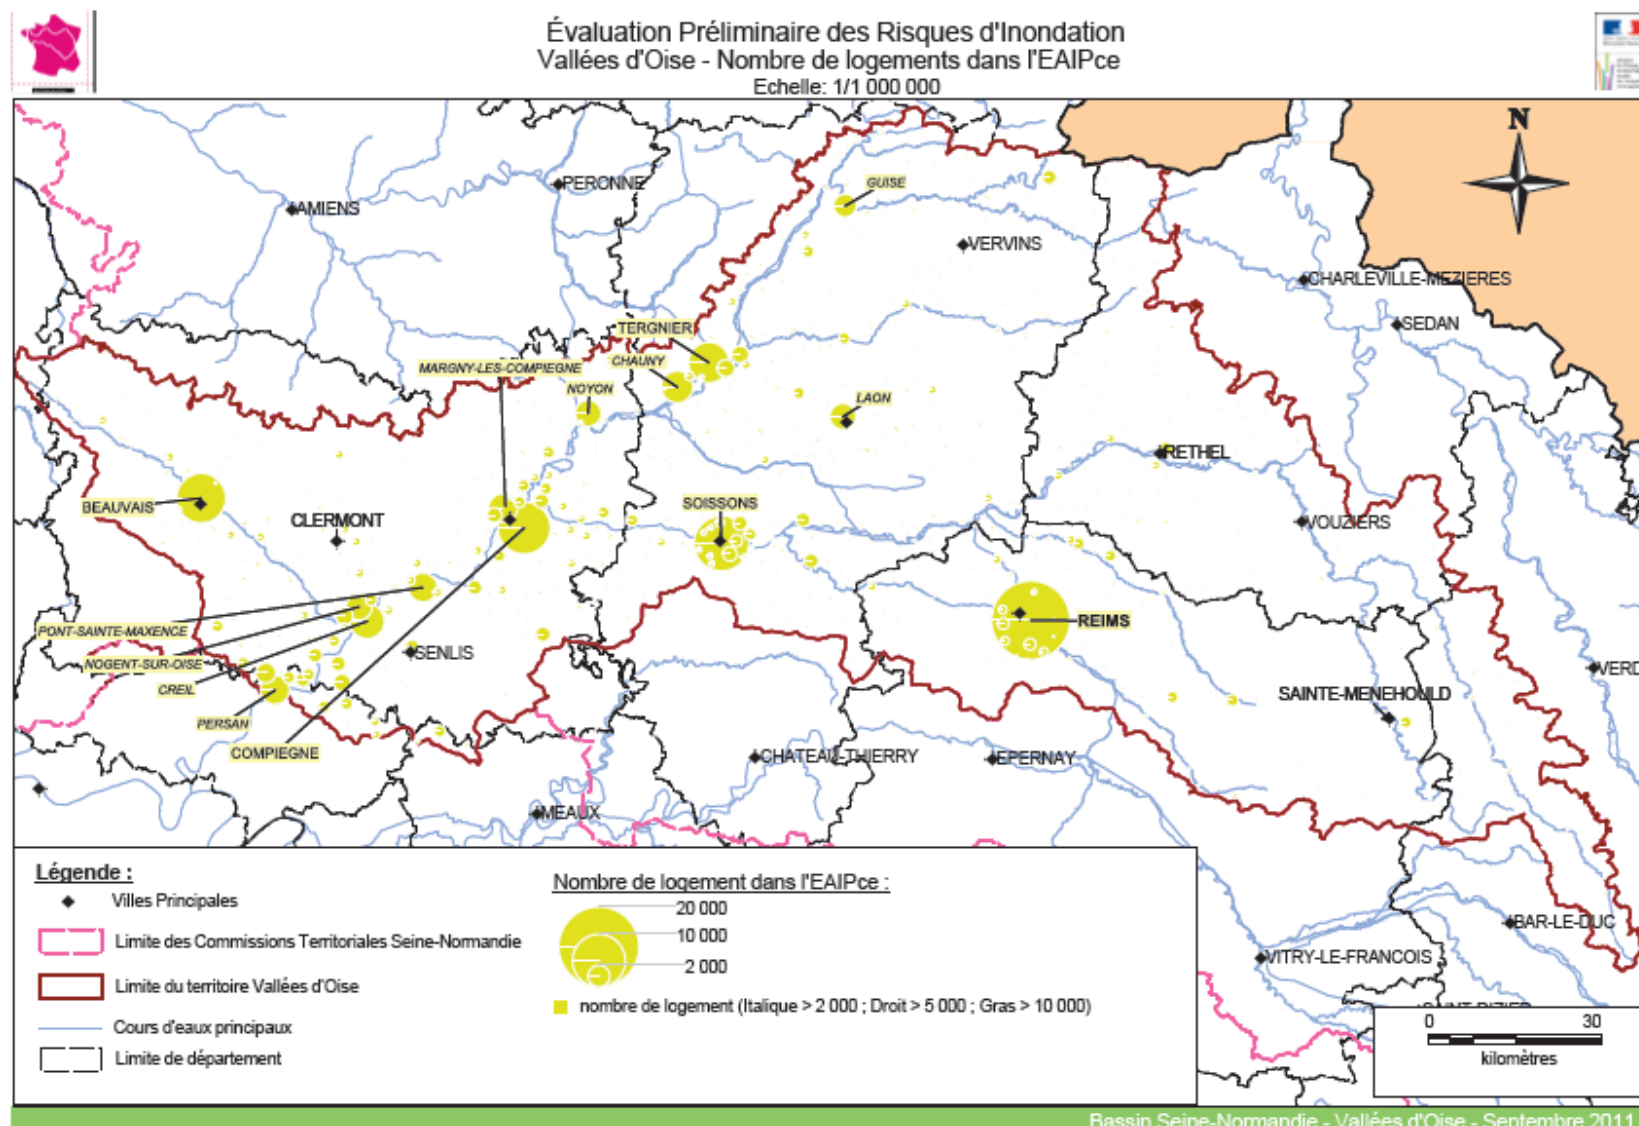 Évaluation Préliminaire des Risques d'Inondation
Vallées d'Oise - Nombre de logements dans l'EAIPce
Echelle: 1/1 000 000
N
PERONNE
AMIENS
GUISE
VERVINS
CHARLEVILLE-MEZIERES
SEDAN
TERGNIER
CHAUNY
MARGNY-LES-COMPIEGNE
NOYON
LAON
RETHEL
BEAUVAIS
CLERMONT
SOISSONS
VOUZIERS
REIMS
PONT-SAINTE-MAXENCE
SENLIS
NOGENT-SUR-OISE
CREIL
VERD
SAINTE-MENEHOULD
PERSAN
COMPIEGNE
CHATEAU-THIERRY
EPERNAY
MEAUX
BAR-LE-DUC
VITRY-LE-FRANCOIS
Légende :
Villes Principales
Limite des Commissions Territoriales Seine-Normandie
Limite du territoire Vallées d'Oise
Cours d'eaux principaux
Limite de département
Nombre de logement dans l'EAIPce :
20 000
10 000
2 000
nombre de logement (Italique > 2 000 ; Droit > 5 000 ; Gras > 10 000)
0 30
kilomètres
Bassin Seine-Normandie - Vallées d'Oise - Septembre 2011